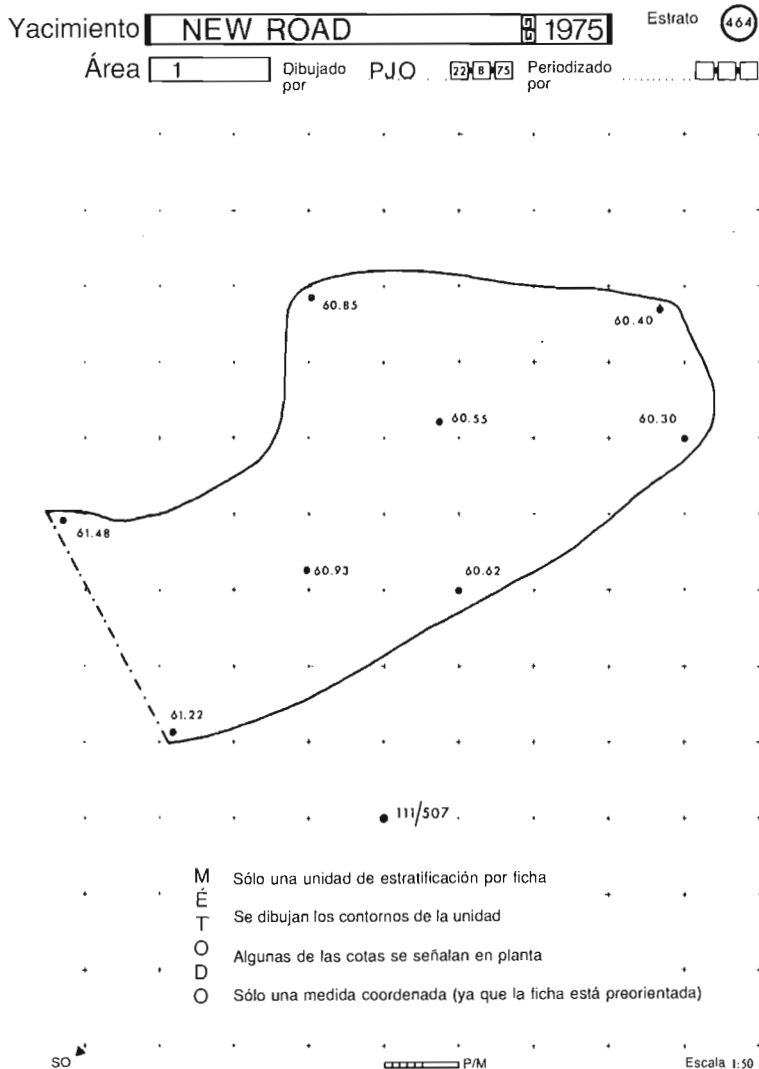 Yacimiento NEW ROAD 1975 Estrato 464
Área 1 Dibujado por PJO 22 8 75 Periodizado por
60.85
60.40
60.55
60.30
61.48
60.93
60.62
61.22
111/507
MÉTODO
Sólo una unidad de estratificación por ficha
Se dibujan los contornos de la unidad
Algunas de las cotas se señalan en planta
Sólo una medida coordenada (ya que la ficha está preorientada)
SO P/M Escala 1:50